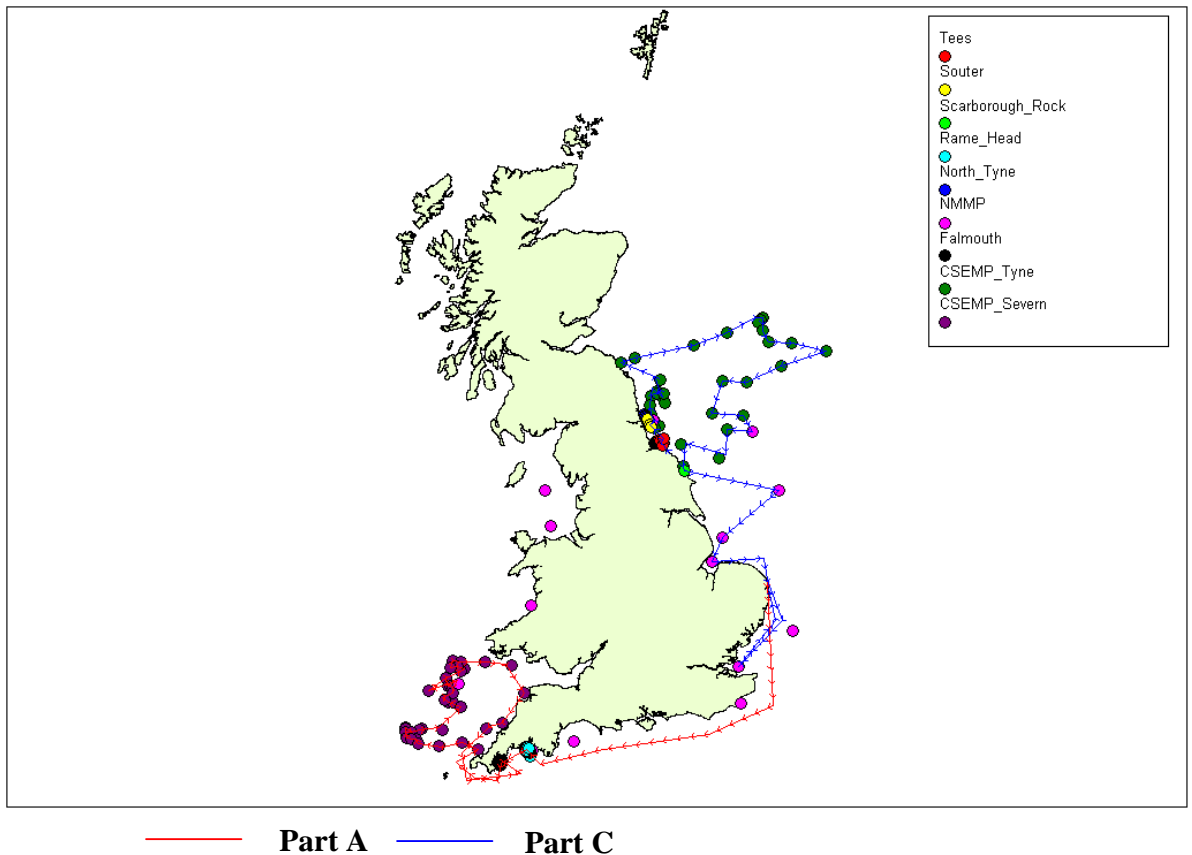 Tees
Souter
Scarborough_Rock
Rame_Head
North_Tyne
NMMP
Falmouth
CSEMP_Tyne
CSEMP_Severn
Part A Part C